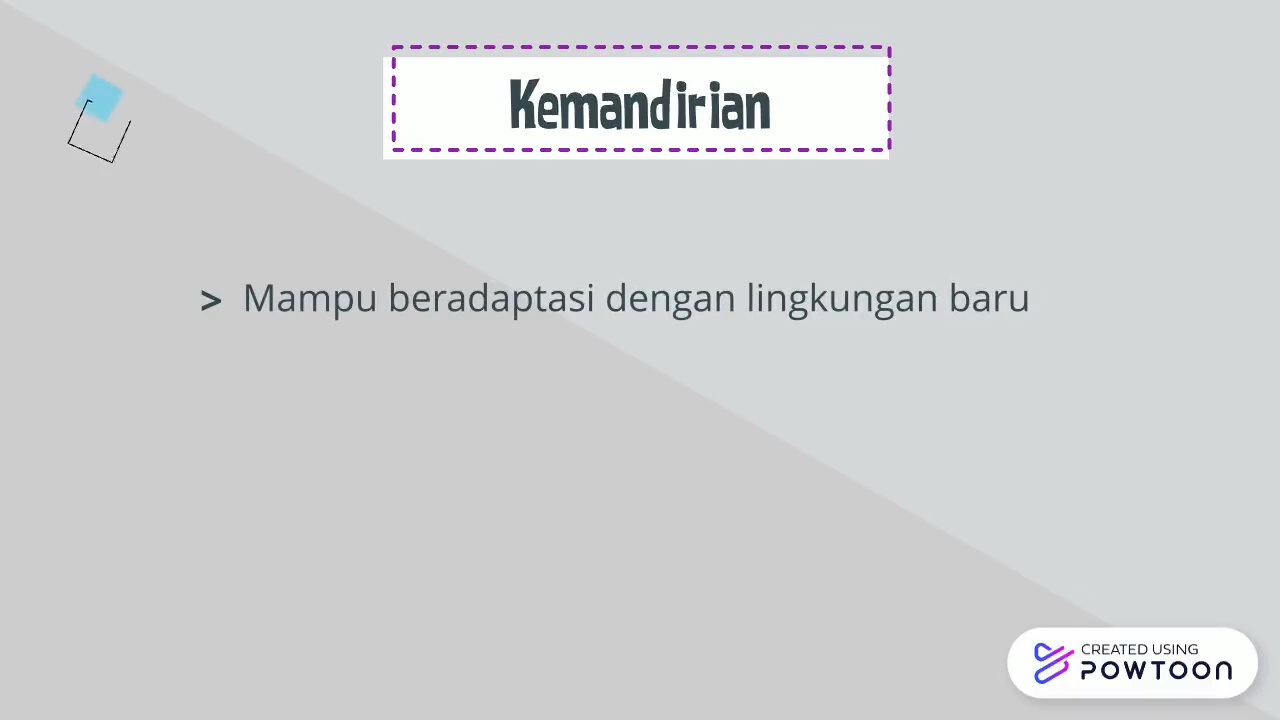 Kemandirian
> Mampu beradaptasi dengan lingkungan baru
CREATED USING
POWTOON